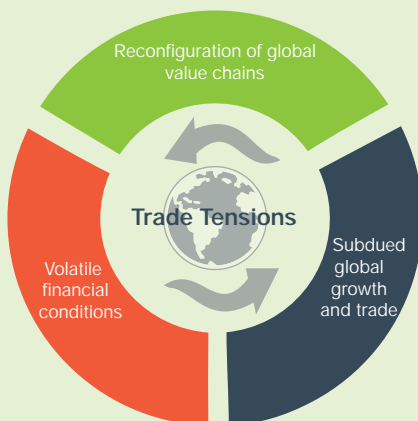 Reconfiguration of global
value chains
Trade Tensions
Volatile
financial
conditions
Subdued
global
growth
and trade